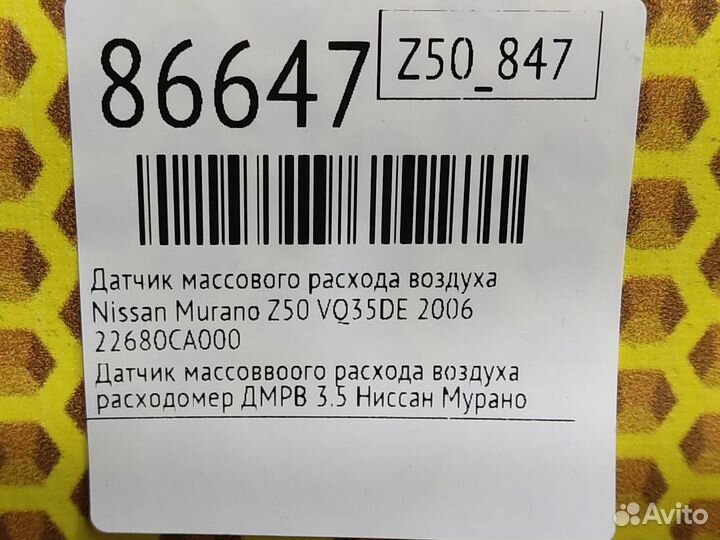 86647
Z50_847
Датчик массового расхода воздуха
Nissan Murano Z50 VQ35DE 2006
22680CA000
Датчик массоввоого расхода воздуха
расходомер ДМРВ 3.5 Ниссан Мурано
Avito